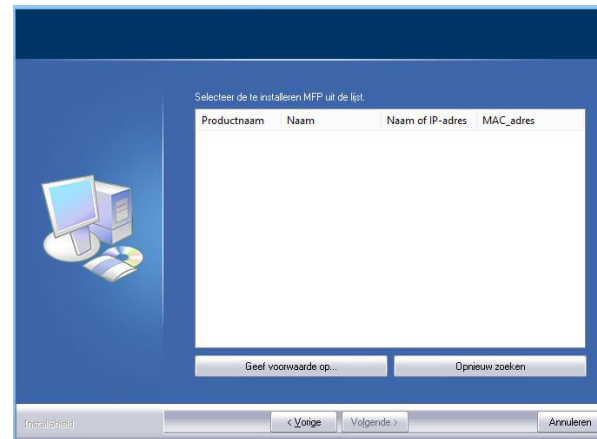 Selecteer de te installeren MFP uit de lijst.
Productnaam Naam Naam of IP-adres MAC_adres
Geef voorwaarde op... Opnieuw zoeken
InstallShield < Vorige Volgende > Annuleren